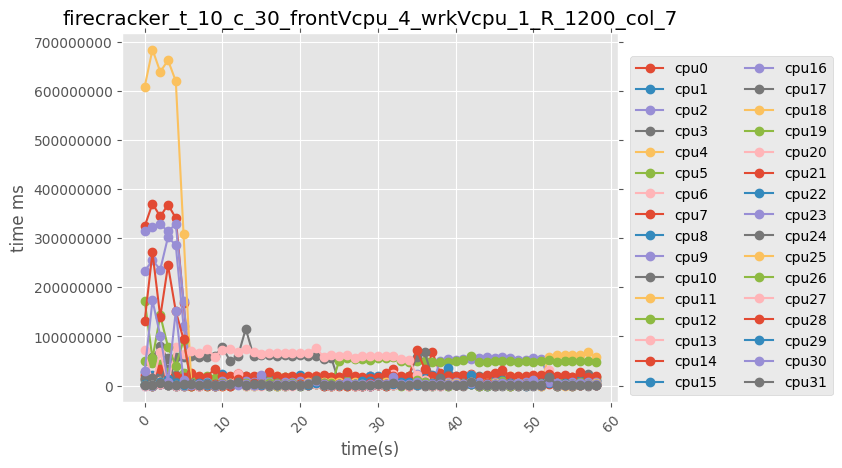 firecracker_t_10_c_30_frontVcpu_4_wrkVcpu_1_R_1200_col_7
700000000
600000000
500000000
400000000
300000000
200000000
100000000
0
time ms
0
10
20
30
40
50
60
time(s)
cpu0
cpu1
cpu2
cpu3
cpu4
cpu5
cpu6
cpu7
cpu8
cpu9
cpu10
cpu11
cpu12
cpu13
cpu14
cpu15
cpu16
cpu17
cpu18
cpu19
cpu20
cpu21
cpu22
cpu23
cpu24
cpu25
cpu26
cpu27
cpu28
cpu29
cpu30
cpu31